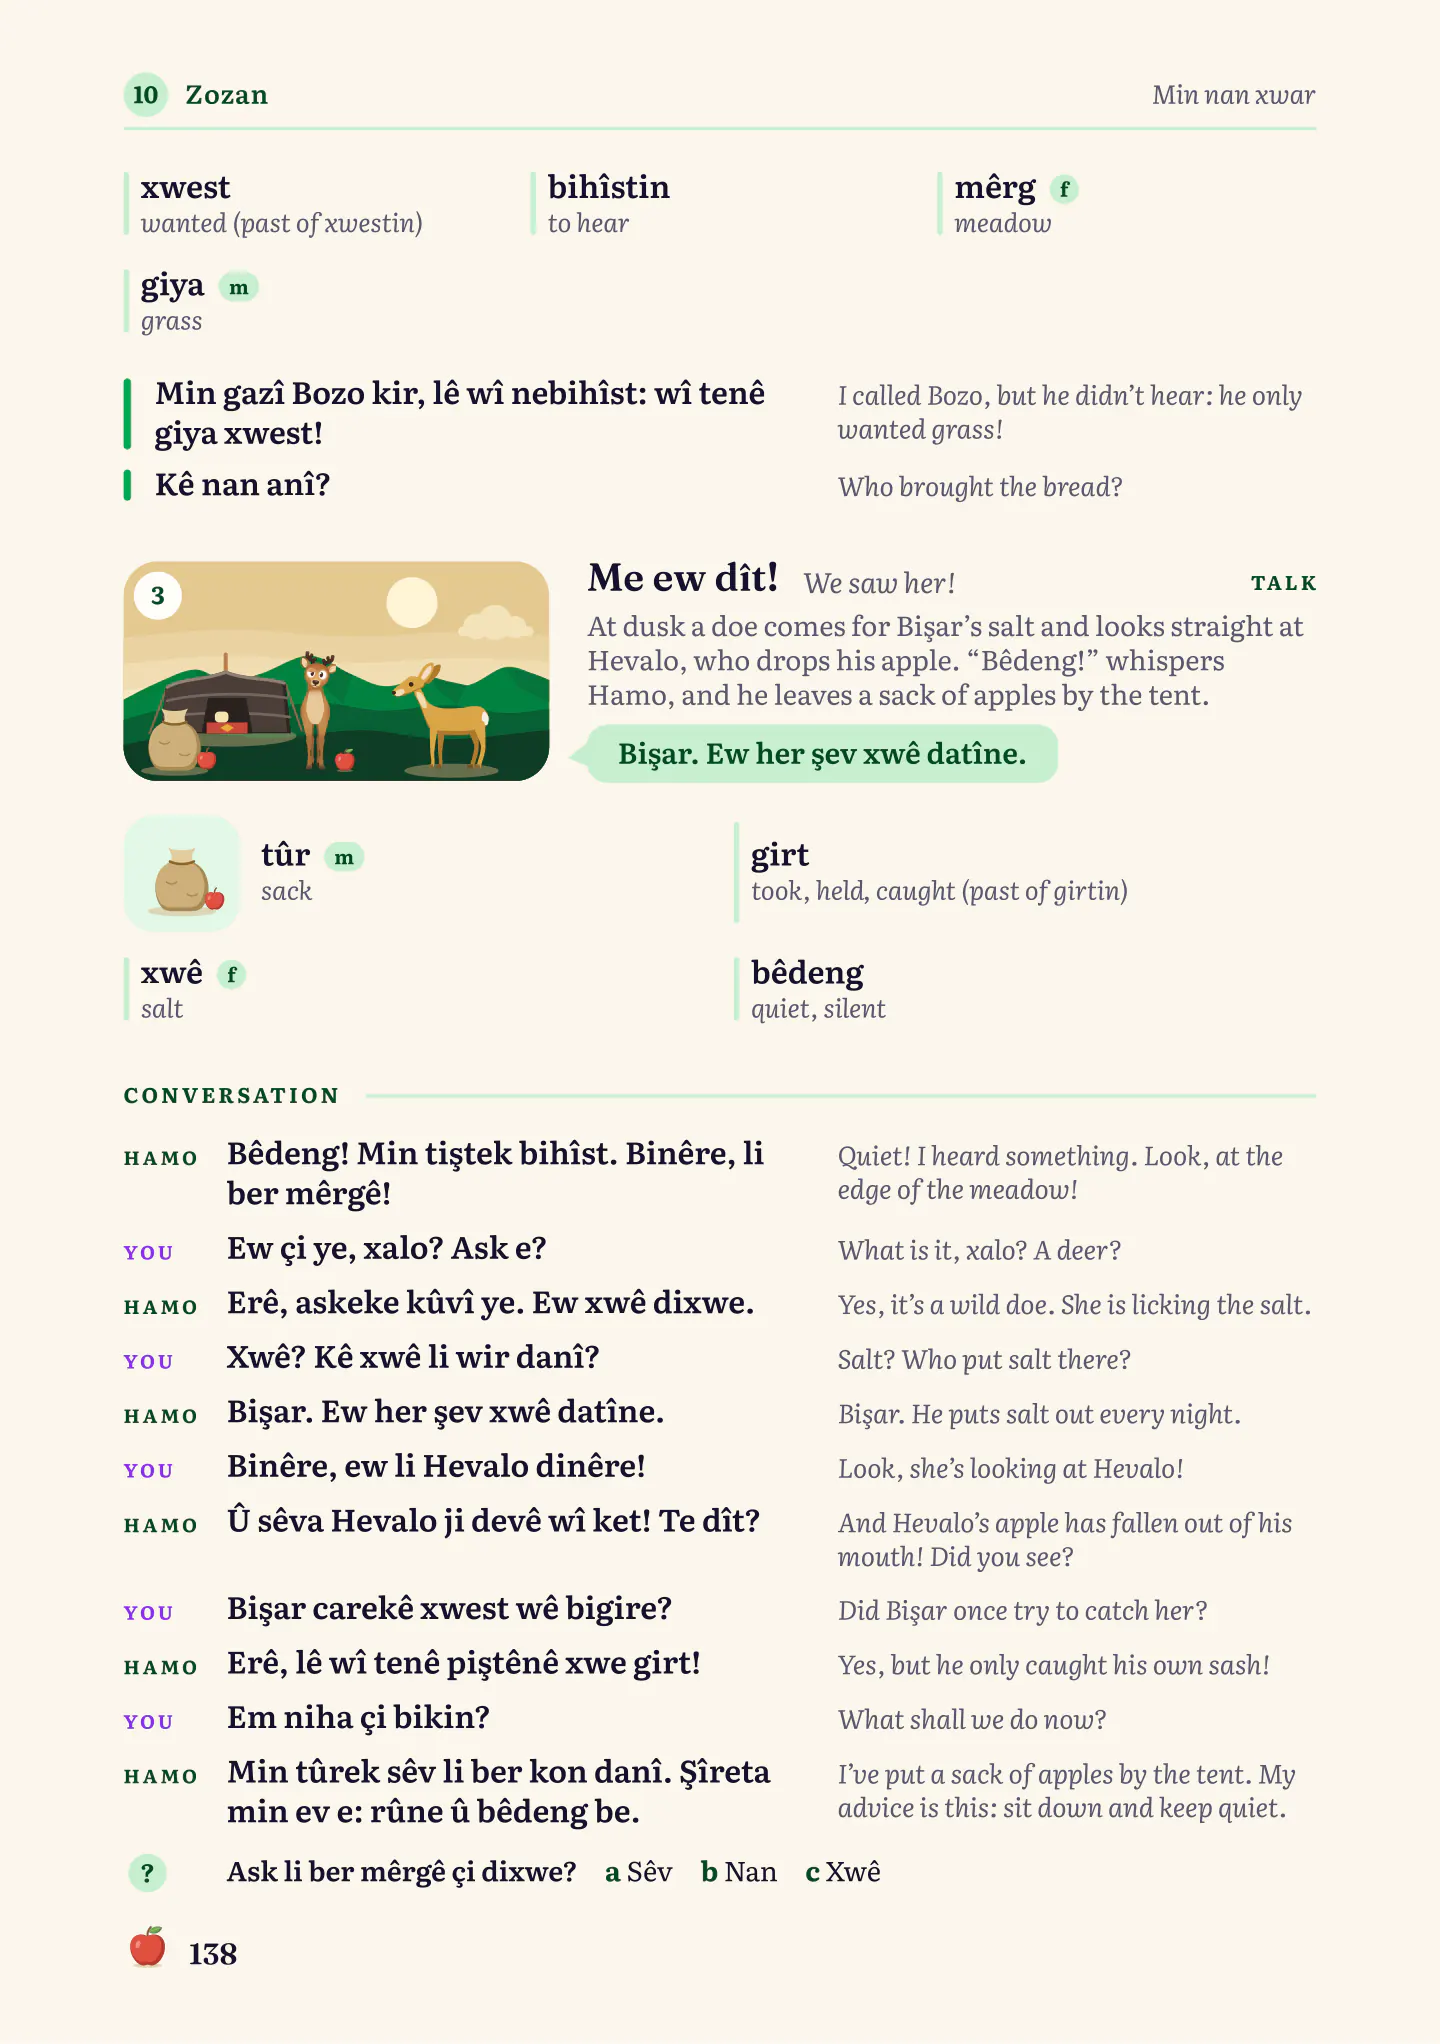 10 Zozan
Min nan xwar
xwest
wanted (past of xwestin)
bihîstin
to hear
mêrg f
meadow
giya m
grass
Min gazî Bozo kir, lê wî nebihîst: wî tenê
giya xwest!
I called Bozo, but he didn't hear: he only
wanted grass!
Kê nan anî?
Who brought the bread?
3
Me ew dît! We saw her! TALK
At dusk a doe comes for Bişar’s salt and looks straight at
Hevalo, who drops his apple. “Bêdeng!” whispers
Hamo, and he leaves a sack of apples by the tent.
Bişar. Ew her şev xwê datîne.
tûr m
sack
girt
took, held, caught (past of girtin)
xwê f
salt
bêdeng
quiet, silent
CONVERSATION
HAMO Bêdeng! Min tiştek bihîst. Binêre, li
ber mêrgê!
Quiet! I heard something. Look, at the
edge of the meadow!
YOU Ew çi ye, xalo? Ask e?
What is it, xalo? A deer?
HAMO Erê, askeke kûvî ye. Ew xwê dixwe.
Yes, it’s a wild doe. She is licking the salt.
YOU Xwê? Kê xwê li wir danî?
Salt? Who put salt there?
HAMO Bişar. Ew her şev xwê datîne.
Bişar. He puts salt out every night.
YOU Binêre, ew li Hevalo dinêre!
Look, she’s looking at Hevalo!
HAMO Û sêva Hevalo ji devê wî ket! Te dît?
And Hevalo’s apple has fallen out of his
mouth! Did you see?
YOU Bişar carekê xwest wê bigire?
Did Bişar once try to catch her?
HAMO Erê, lê wî tenê piştênê xwe girt!
Yes, but he only caught his own sash!
YOU Em niha çi bikin?
What shall we do now?
HAMO Min tûrek sêv li ber kon danî. Şîreta
min ev e: rûne û bêdeng be.
I’ve put a sack of apples by the tent. My
advice is this: sit down and keep quiet.
? Ask li ber mêrgê çi dixwe? a Sêv b Nan c Xwê
138